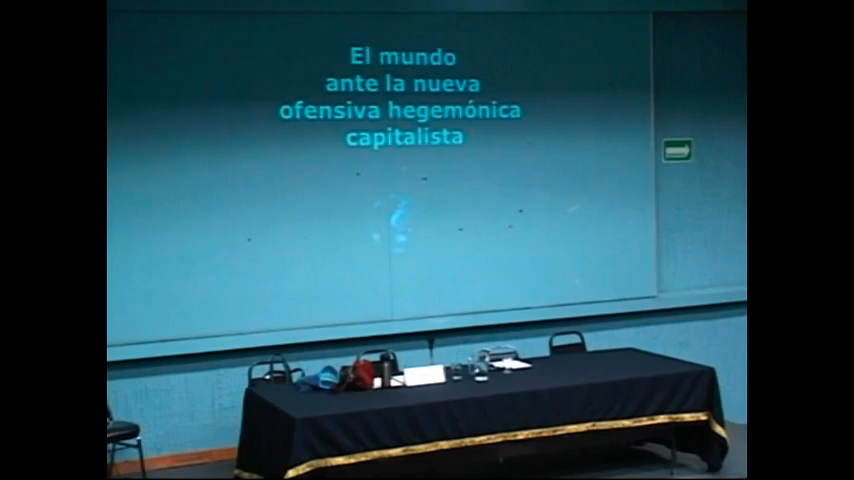 El mundo
ante la nueva
ofensiva hegemónica
capitalista